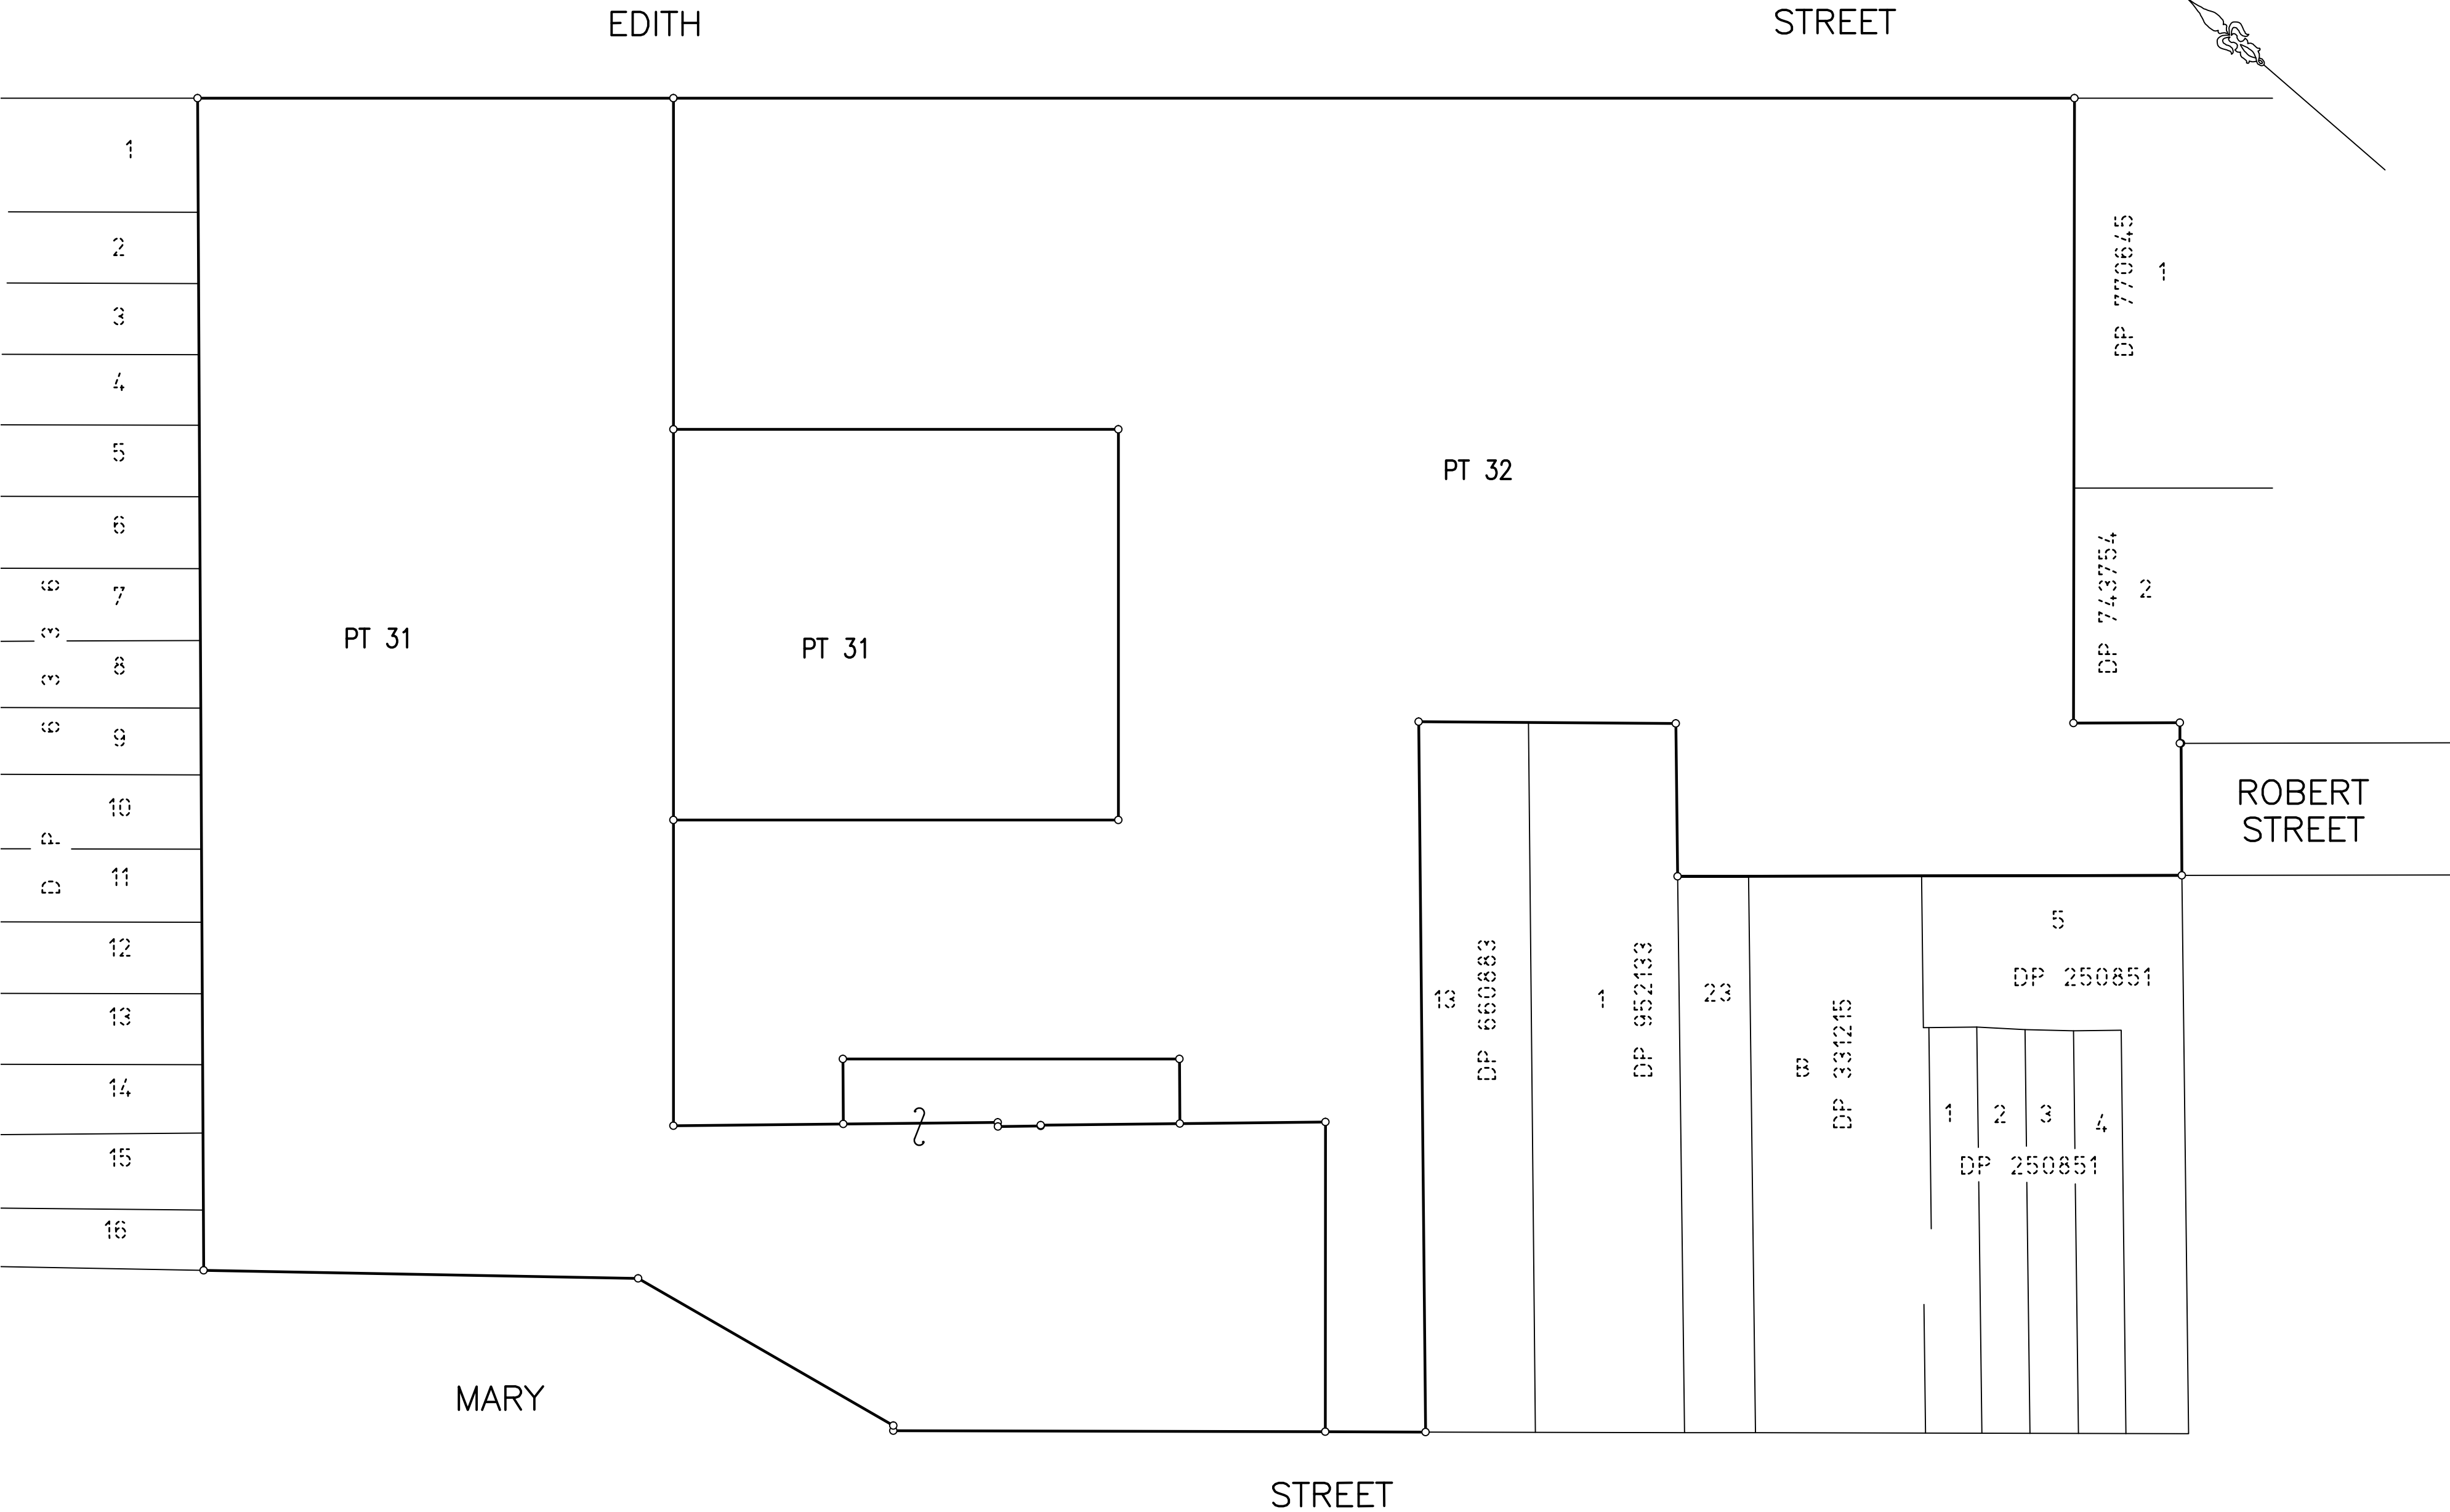 EDITH STREET
1
2
3
4
5
6
7
8
9
10
11
12
13
14
15
16
DP 6336
PT 31
PT 31
PT 32
DP 770645
1
DP 743754
2
ROBERT
STREET
13
DP 660883
1
DP 952133
23
B
DP 331215
5
DP 250851
1
2
3
4
DP 250851
MARY STREET